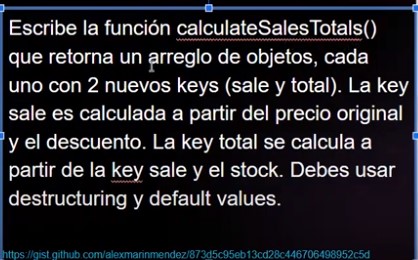 Escribe la función calculateSalesTotals()
que retorna un arreglo de objetos, cada
uno con 2 nuevos keys (sale y total). La key
sale es calculada a partir del precio original
y el descuento. La key total se calcula a
partir de la key sale y el stock. Debes usar
destructuring y default values.
https://gist.github.com/alexmarinmendez/873d5c95eb13cd28c446706498952c5d